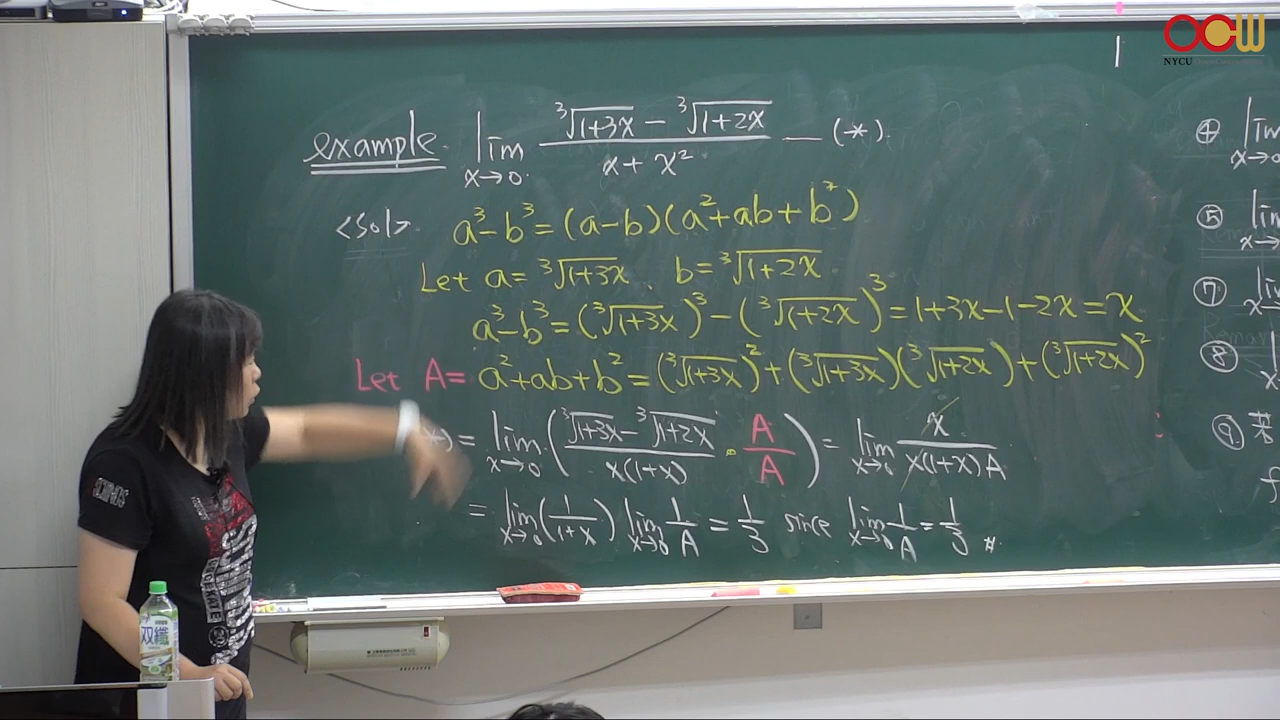 OCW
NYCU
example lim x→0 (∛(1+3x) − ∛(1+2x)) / (x + x²) — (*).
<sol>. a³−b³=(a−b)(a²+ab+b²)
Let a = ∛(1+3x) , b = ∛(1+2x)
a³−b³ = (∛(1+3x))³ − (∛(1+2x))³ = 1+3x−1−2x = x
Let A = a²+ab+b² = (∛(1+3x))² + (∛(1+3x))(∛(1+2x)) + (∛(1+2x))²
(*) = lim x→0 ((∛(1+3x) − ∛(1+2x)) / (x(1+x)) · A/A) = lim x→0 x / (x(1+x)A)
= lim x→0 (1/(1+x)) lim x→0 1/A = 1/3 since lim x→0 1/A = 1/3 #.
④ lim x→0
⑤ lim x→
⑦ lim
⑧
⑨ 若
f
双纖